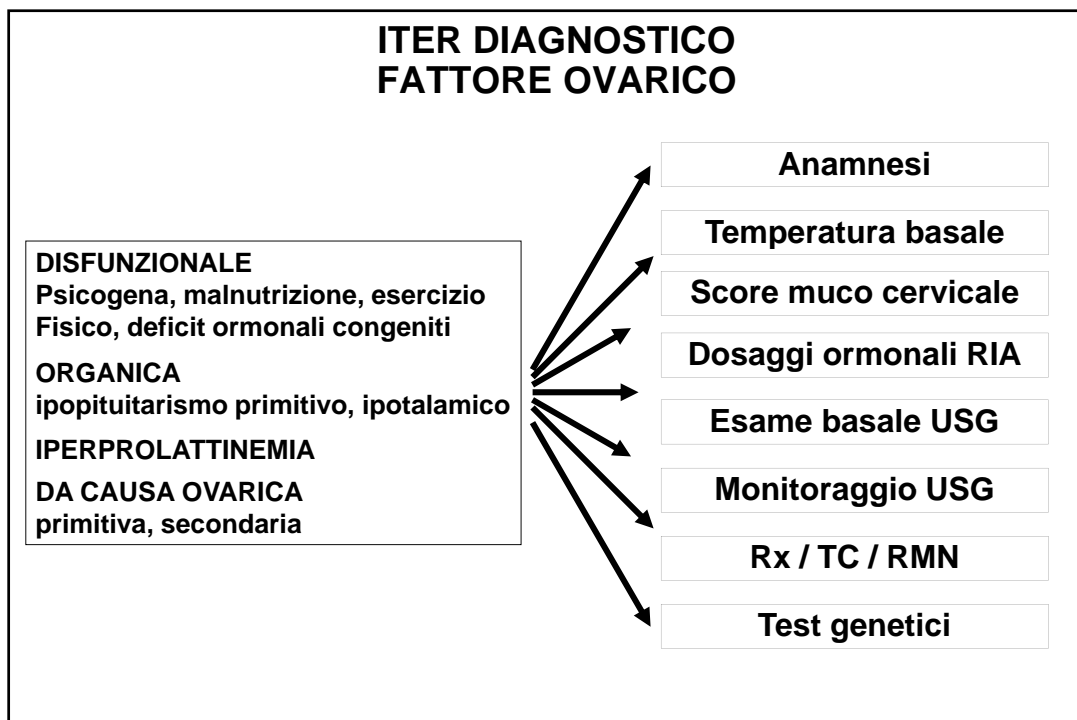 ITER DIAGNOSTICO
FATTORE OVARICO
DISFUNZIONALE
Psicogena, malnutrizione, esercizio
Fisico, deficit ormonali congeniti
ORGANICA
ipopituitarismo primitivo, ipotalamico
IPERPROLATTINEMIA
DA CAUSA OVARICA
primitiva, secondaria
Anamnesi
Temperatura basale
Score muco cervicale
Dosaggi ormonali RIA
Esame basale USG
Monitoraggio USG
Rx / TC / RMN
Test genetici